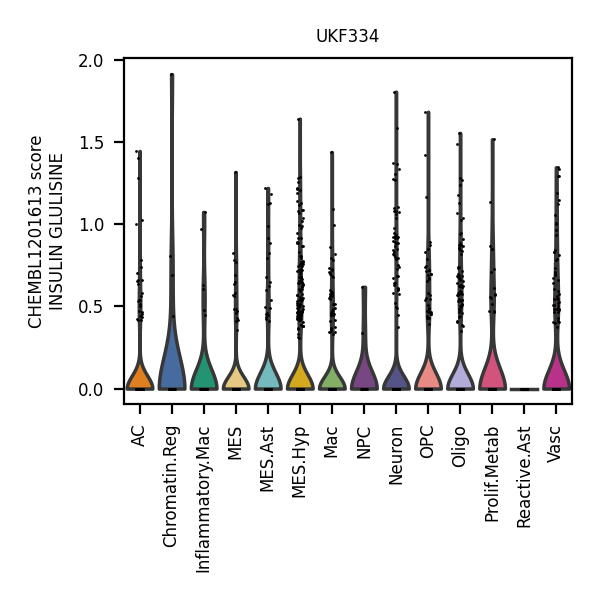 UKF334
CHEMBL1201613 score
INSULIN GLULISINE
2.0
1.5
1.0
0.5
0.0
AC
Chromatin.Reg
Inflammatory.Mac
MES
MES.Ast
MES.Hyp
Mac
NPC
Neuron
OPC
Oligo
Prolif.Metab
Reactive.Ast
Vasc